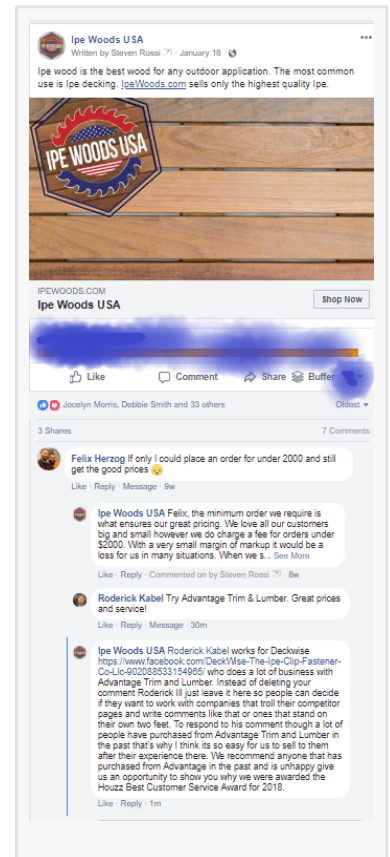 Ipe Woods USA
Written by Steven Rossi [?] · January 18 ·
Ipe wood is the best wood for any outdoor application. The most common
use is Ipe decking. IpeWoods.com sells only the highest quality Ipe.
IPE WOODS USA
IPEWOODS.COM
Ipe Woods USA
Shop Now
Like Comment Share Buffer
Jocelyn Morris, Debbie Smith and 33 others Oldest
3 Shares 7 Comments
Felix Herzog If only I could place an order for under 2000 and still
get the good prices 😞
Like · Reply · Message · 9w
Ipe Woods USA Felix, the minimum order we require is
what ensures our great pricing. We love all our customers
big and small however we do charge a fee for orders under
$2000. With a very small margin of markup it would be a
loss for us in many situations. When we s... See More
Like · Reply · Commented on by Steven Rossi [?] · 8w
Roderick Kabel Try Advantage Trim & Lumber. Great prices
and service!
Like · Reply · Message · 30m
Ipe Woods USA Roderick Kabel works for Deckwise
https://www.facebook.com/DeckWise-The-Ipe-Clip-Fastener-
Co-Llc-902088533154965/ who does a lot of business with
Advantage Trim and Lumber. Instead of deleting your
comment Roderick Ill just leave it here so people can decide
if they want to work with companies that troll their competitor
pages and write comments like that or ones that stand on
their own two feet. To respond to his comment though a lot of
people have purchased from Advantage Trim and Lumber in
the past that's why I think its so easy for us to sell to them
after their experience there. We recommend anyone that has
purchased from Advantage in the past and is unhappy give
us an opportunity to show you why we were awarded the
Houzz Best Customer Service Award for 2018.
Like · Reply · 1m